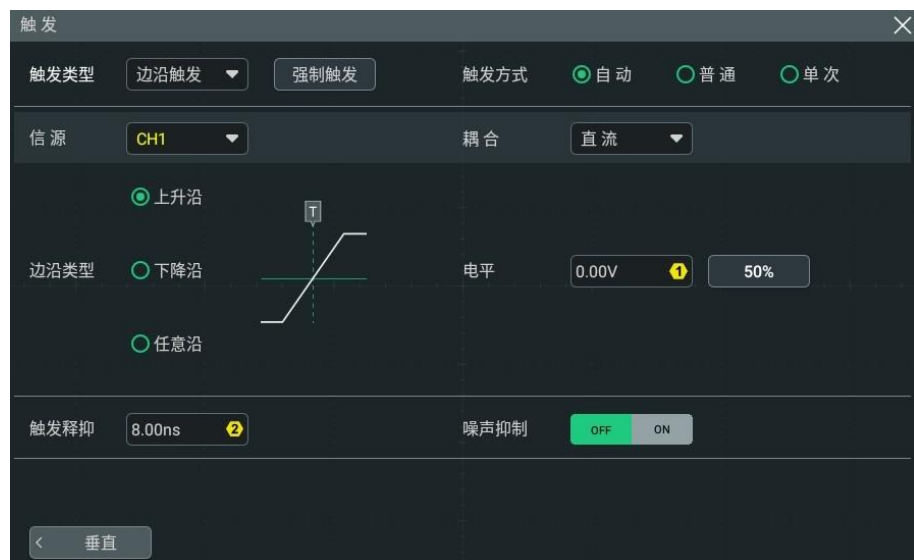 触发
触发类型 边沿触发 强制触发 触发方式 自动 普通 单次
信源 CH1 耦合 直流
上升沿
T
边沿类型 下降沿 电平 0.00V 1 50%
任意沿
触发释抑 8.00ns 2 噪声抑制 OFF ON
垂直